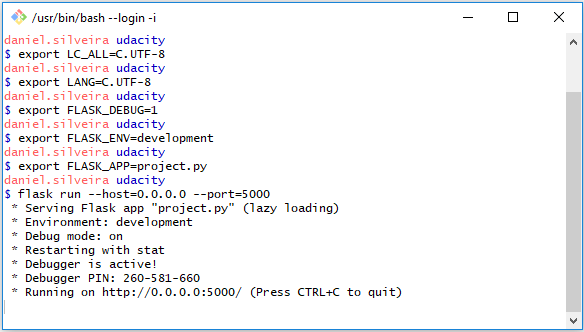 /usr/bin/bash --login -i
daniel.silveira udacity
$ export LC_ALL=C.UTF-8
daniel.silveira udacity
$ export LANG=C.UTF-8
daniel.silveira udacity
$ export FLASK_DEBUG=1
daniel.silveira udacity
$ export FLASK_ENV=development
daniel.silveira udacity
$ export FLASK_APP=project.py
daniel.silveira udacity
$ flask run --host=0.0.0.0 --port=5000
* Serving Flask app "project.py" (lazy loading)
* Environment: development
* Debug mode: on
* Restarting with stat
* Debugger is active!
* Debugger PIN: 260-581-660
* Running on http://0.0.0.0:5000/ (Press CTRL+C to quit)